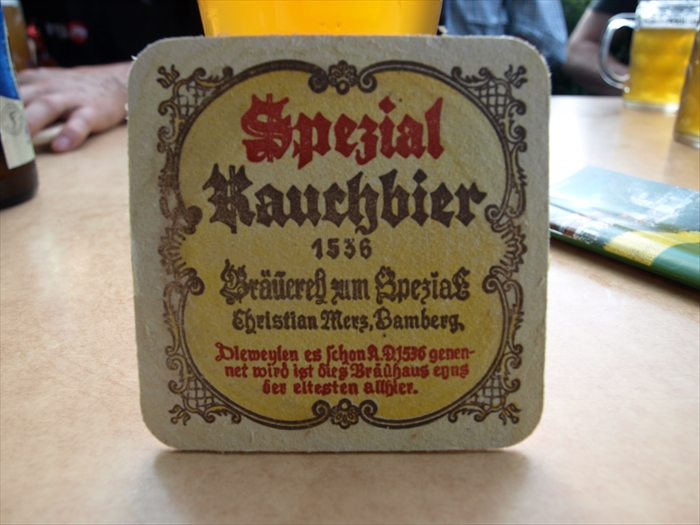 Spezial
Rauchbier
1536
Bräuerey zum Spezial
Christian Merz, Bamberg.
Dieweylen es schon A.D.1536 genen-
net wird ist dies Bräuhaus eyns
der eltesten allhier.